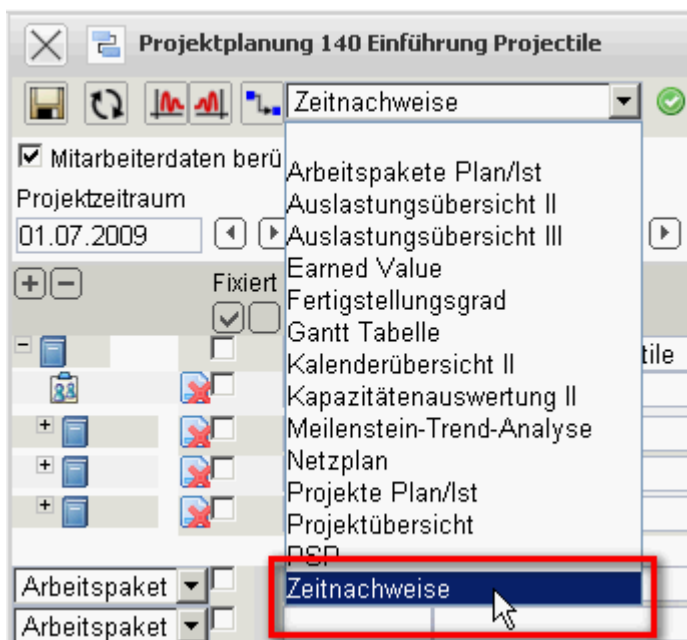 Projektplanung 140 Einführung Projectile
Zeitnachweise
Mitarbeiterdaten berü
Arbeitspakete Plan/Ist
Projektzeitraum
Auslastungsübersicht II
01.07.2009
Auslastungsübersicht III
Earned Value
Fixiert
Fertigstellungsgrad
Gantt Tabelle
tile
Kalenderübersicht II
Kapazitätenauswertung II
Meilenstein-Trend-Analyse
Netzplan
Projekte Plan/Ist
Projektübersicht
PSP
Arbeitspaket
Zeitnachweise
Arbeitspaket